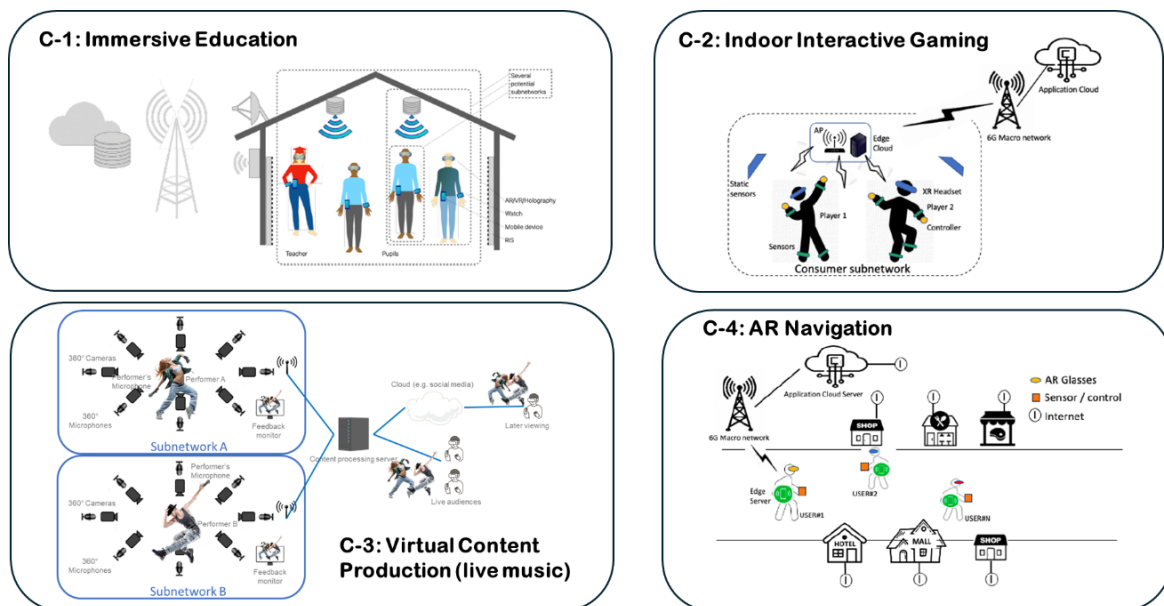 C-1: Immersive Education
Several
potential
subnetworks
AR/VR/Holography
Watch
Mobile device
RIS
Teacher
Pupils
C-2: Indoor Interactive Gaming
Application Cloud
6G Macro network
AP
Edge
Cloud
Static
sensors
XR Headset
Player 1
Player 2
Controller
Sensors
Consumer subnetwork
360° Cameras
Performer's
Microphone
Performer A
360°
Microphones
Feedback
monitor
Subnetwork A
Performer's
Microphone
360° Cameras
Performer B
360°
Microphones
Feedback
monitor
Subnetwork B
Content processing server
Cloud (e.g. social media)
Later viewing
Live audiences
C-3: Virtual Content
Production (live music)
C-4: AR Navigation
Application Cloud Server
I
AR Glasses
Sensor / control
I Internet
6G Macro network
I
I
I
SHOP
Edge
Server
USER#1
USER#2
USER#N
HOTEL
MALL
SHOP
I
I
I